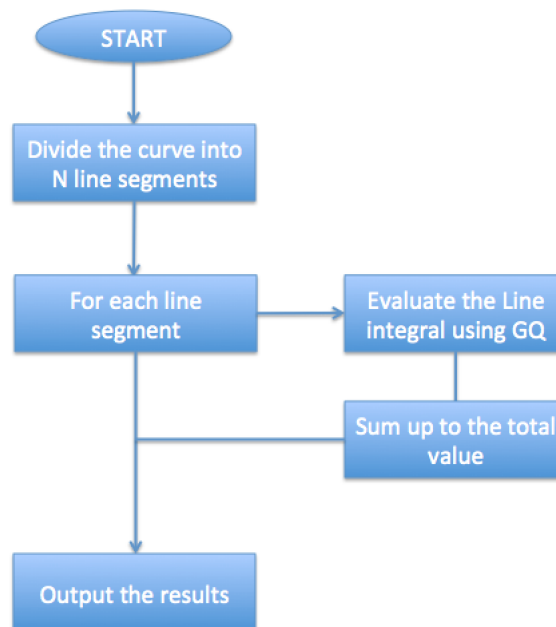 START
Divide the curve into
N line segments
For each line
segment
Evaluate the Line
integral using GQ
Sum up to the total
value
Output the results